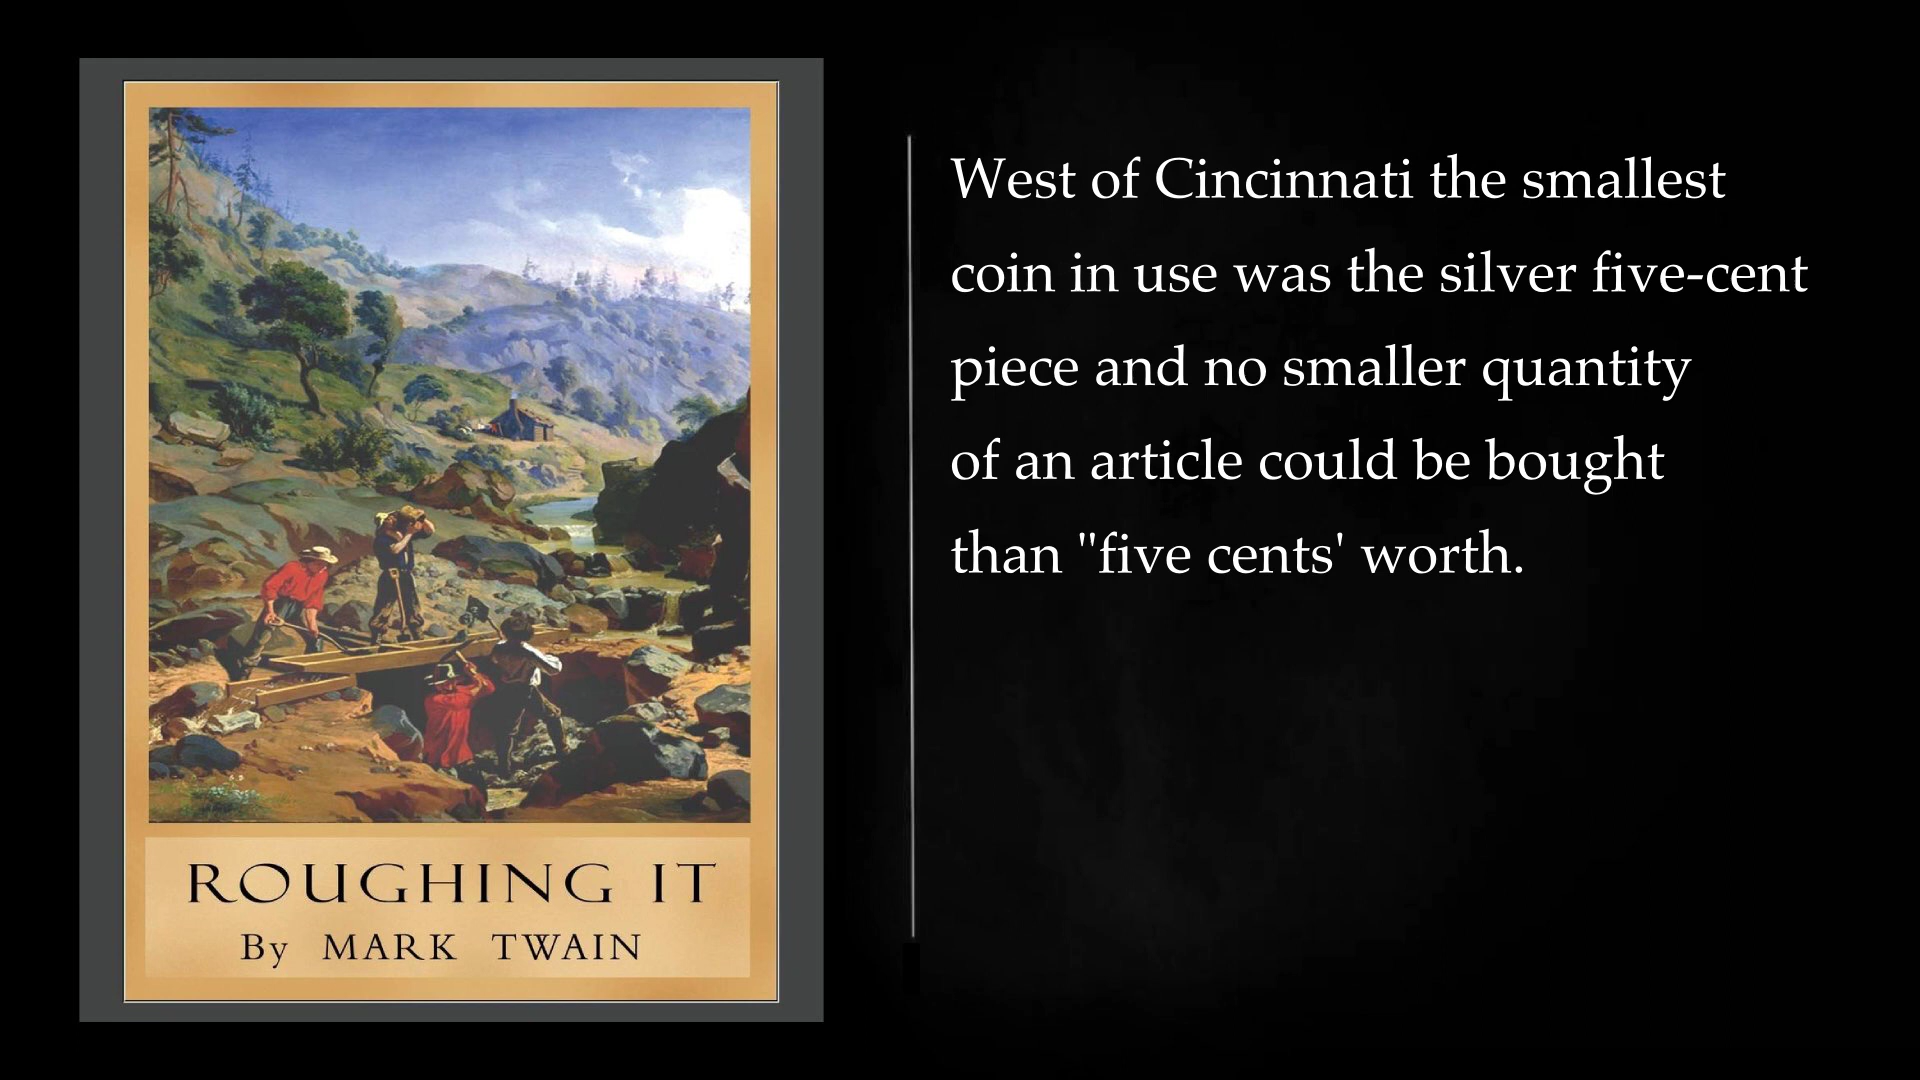 ROUGHING IT
By MARK TWAIN
West of Cincinnati the smallest
coin in use was the silver five-cent
piece and no smaller quantity
of an article could be bought
than "five cents' worth.